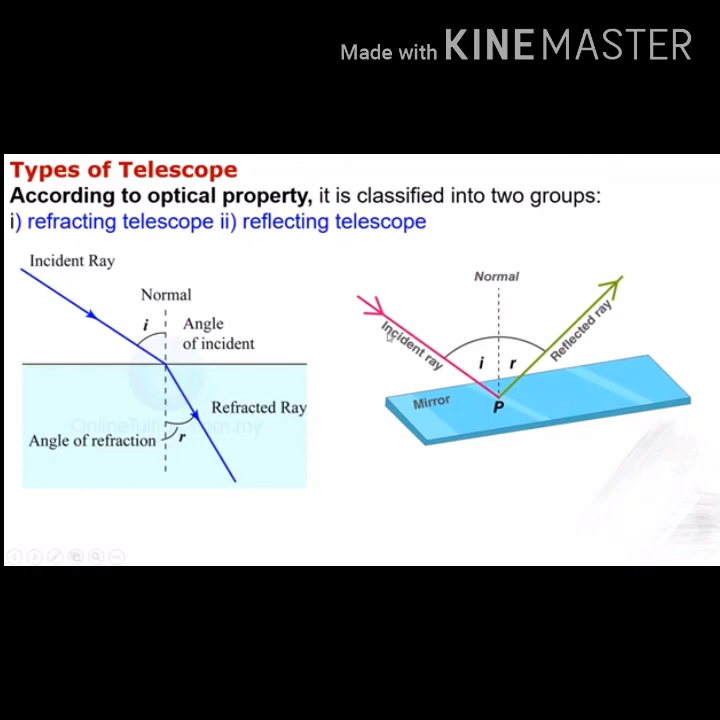 Made with KINEMASTER
Types of Telescope
According to optical property, it is classified into two groups:
i) refracting telescope ii) reflecting telescope
Incident Ray
Normal
i
Angle
of incident
Refracted Ray
Angle of refraction
r
Normal
Incident ray
Reflected ray
i
r
Mirror
P